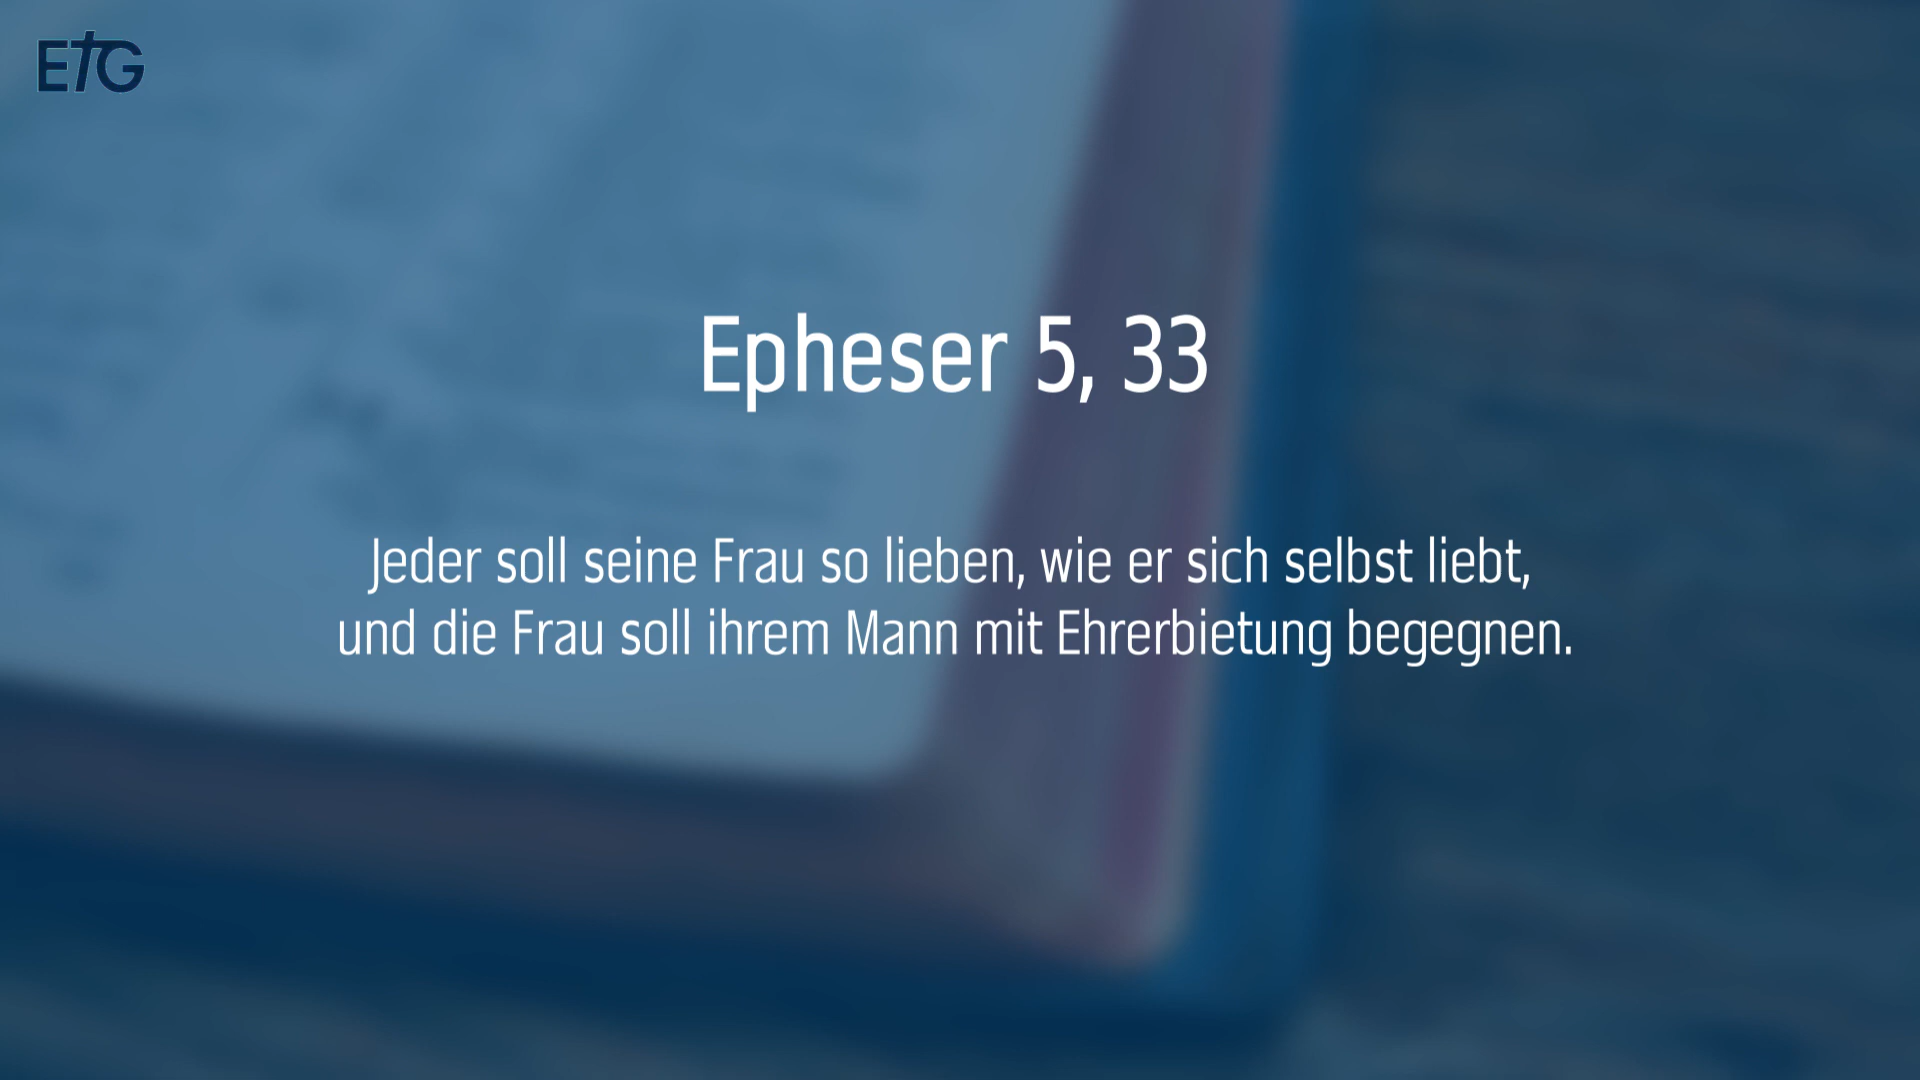 ETG
Epheser 5, 33
Jeder soll seine Frau so lieben, wie er sich selbst liebt,
und die Frau soll ihrem Mann mit Ehrerbietung begegnen.